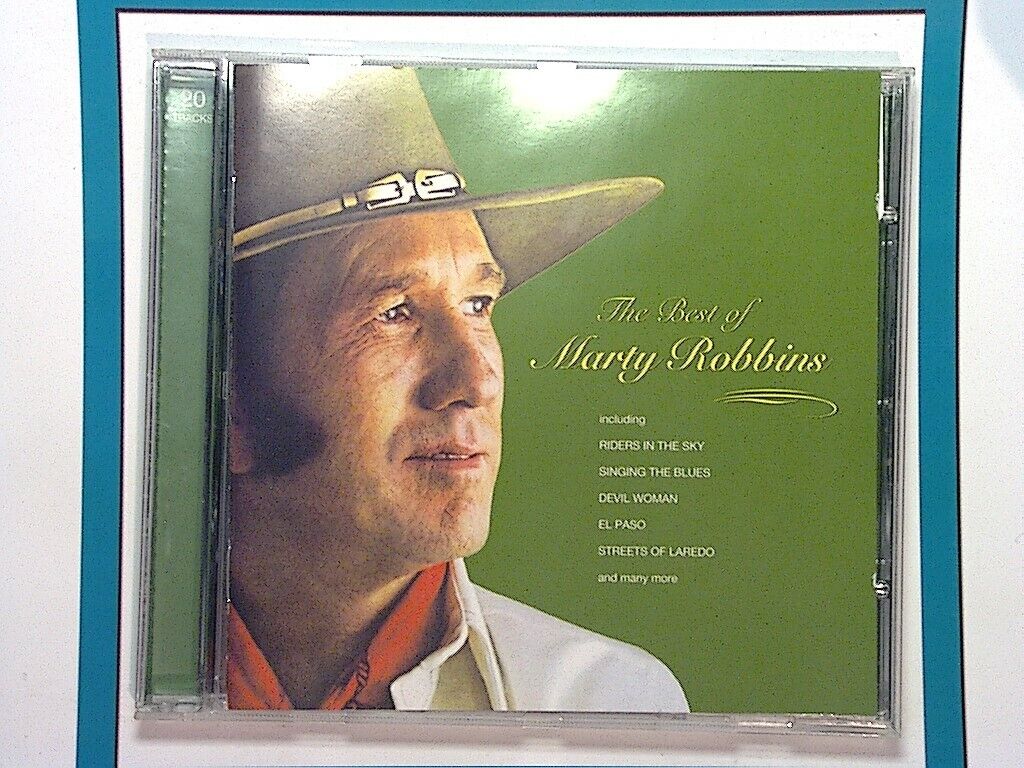 20
TRACKS
The Best of
Marty Robbins
including
RIDERS IN THE SKY
SINGING THE BLUES
DEVIL WOMAN
EL PASO
STREETS OF LAREDO
and many more